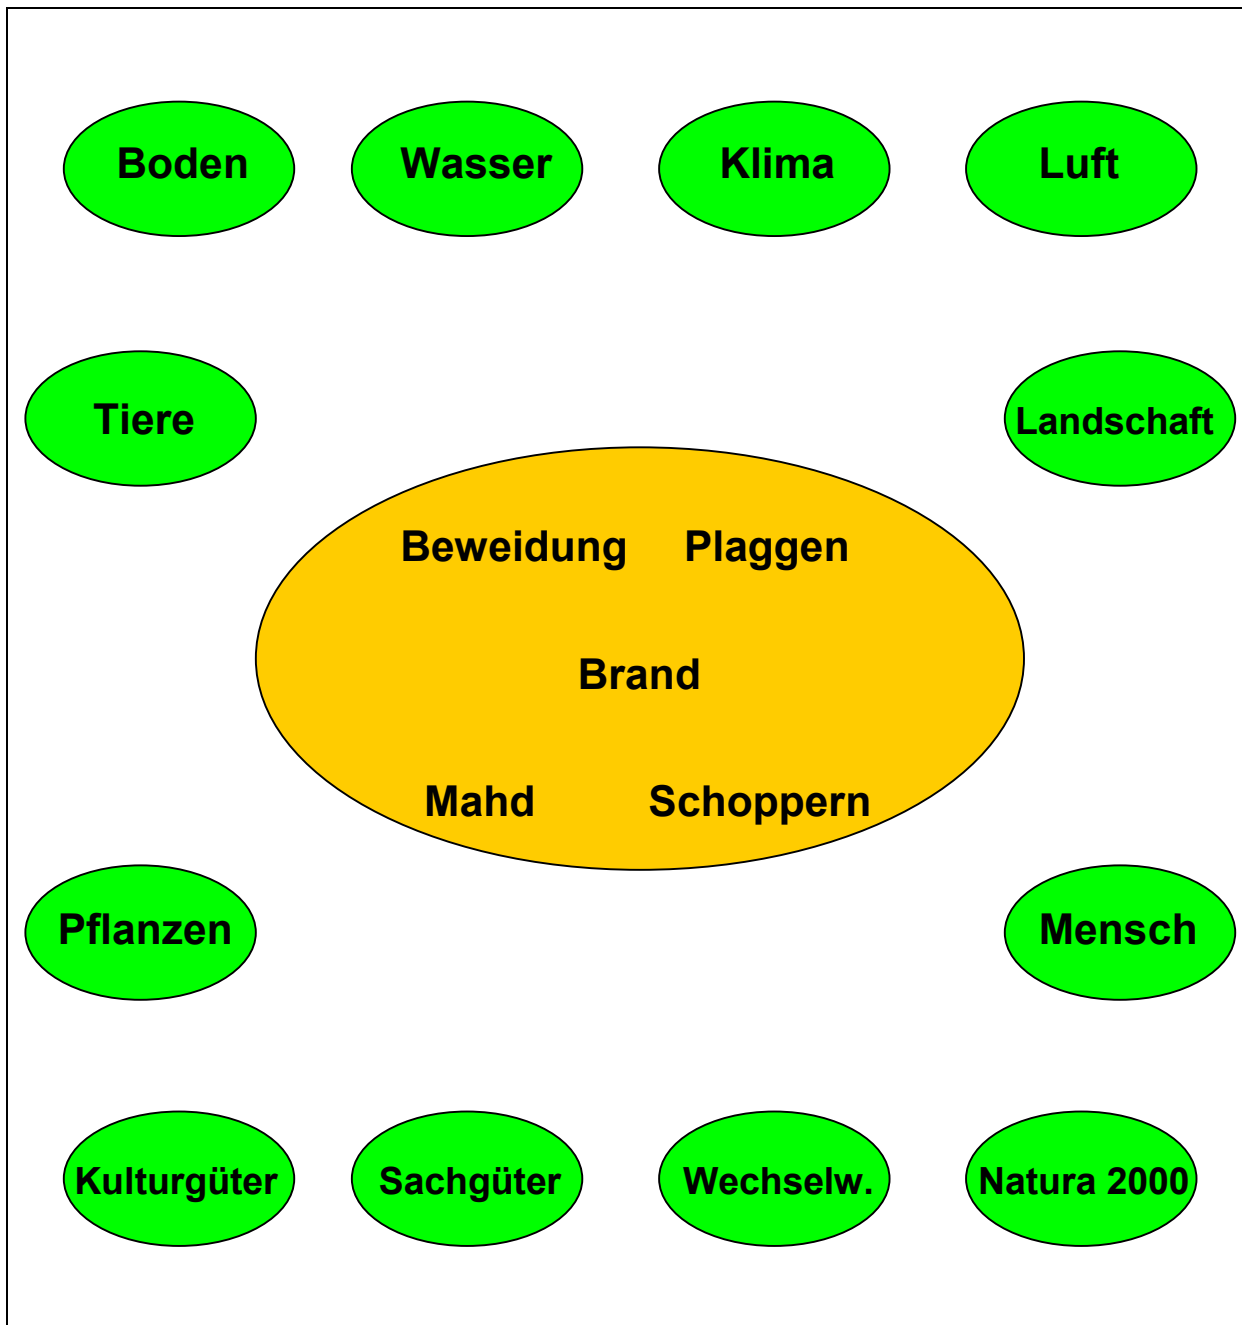 Boden Wasser Klima Luft
Tiere Landschaft
Beweidung Plaggen
Brand
Mahd Schoppern
Pflanzen Mensch
Kulturgüter Sachgüter Wechselw. Natura 2000